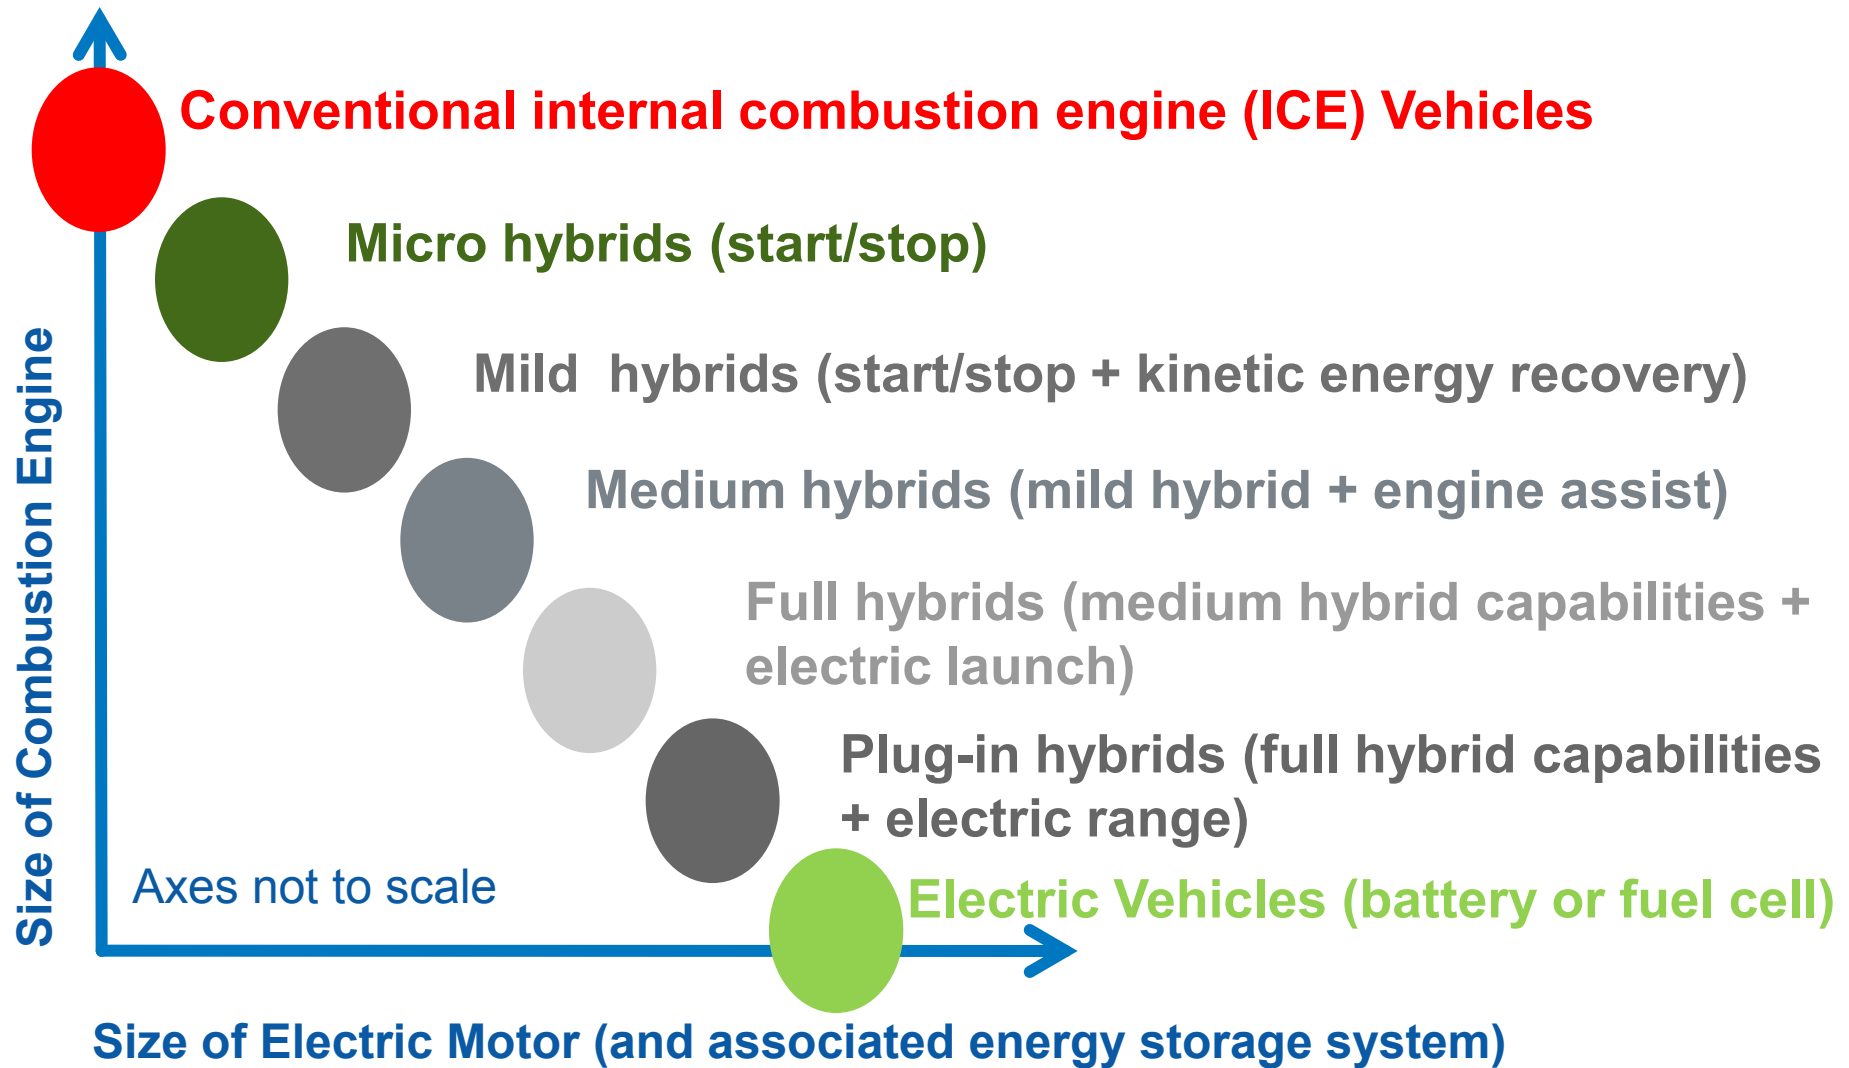 Conventional internal combustion engine (ICE) Vehicles
Micro hybrids (start/stop)
Mild  hybrids (start/stop + kinetic energy recovery)
Medium hybrids (mild hybrid + engine assist)
Full hybrids (medium hybrid capabilities +
electric launch)
Plug-in hybrids (full hybrid capabilities
+ electric range)
Electric Vehicles (battery or fuel cell)
Axes not to scale
Size of Combustion Engine
Size of Electric Motor (and associated energy storage system)